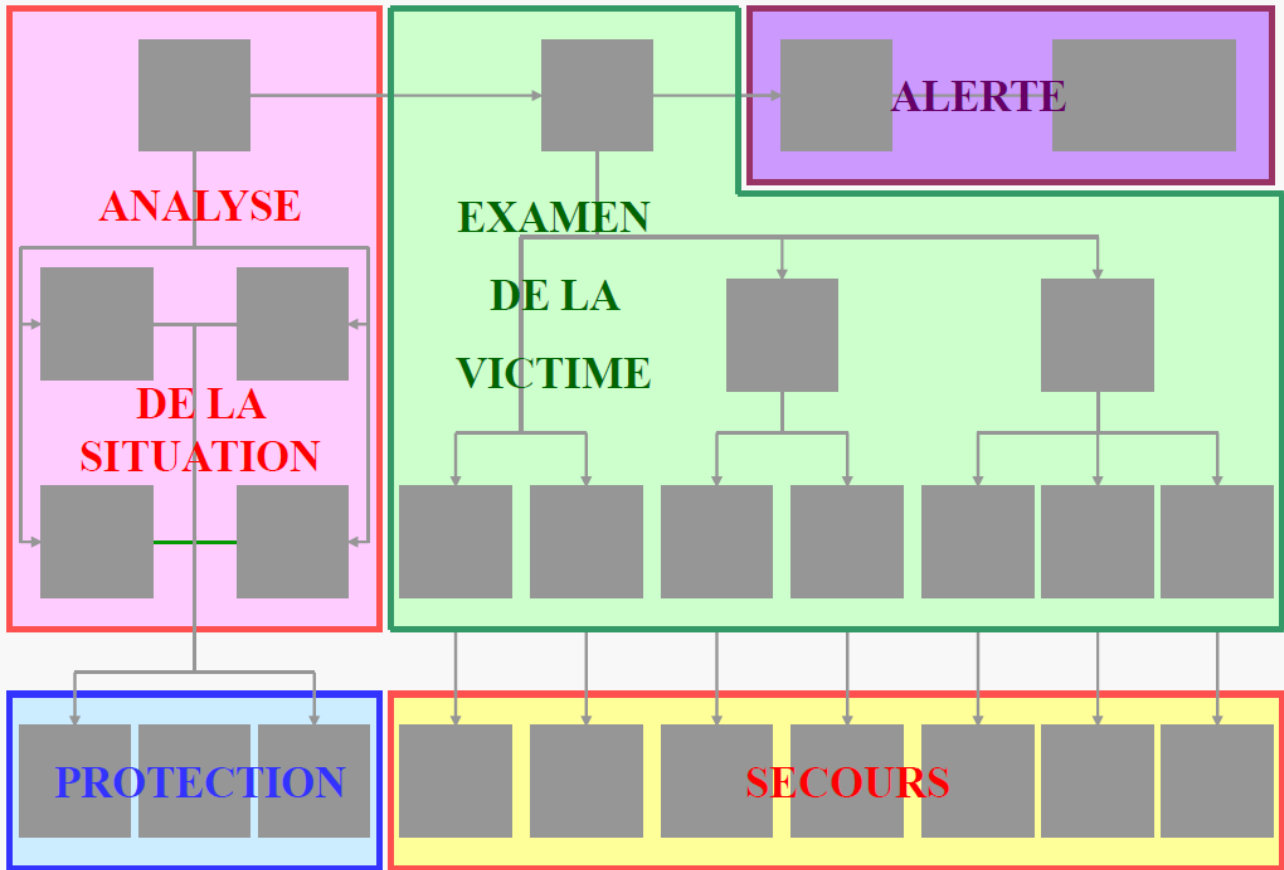 ANALYSE
DE LA
SITUATION
EXAMEN
DE LA
VICTIME
ALERTE
PROTECTION
SECOURS